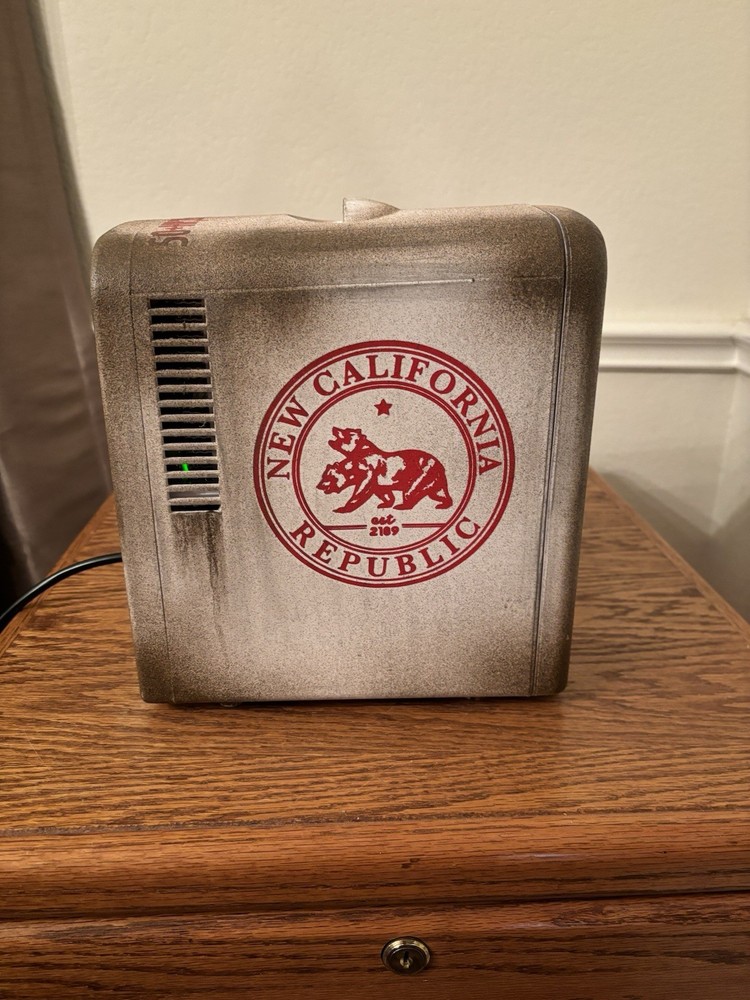 NEW CALIFORNIA
est.
2189
REPUBLIC